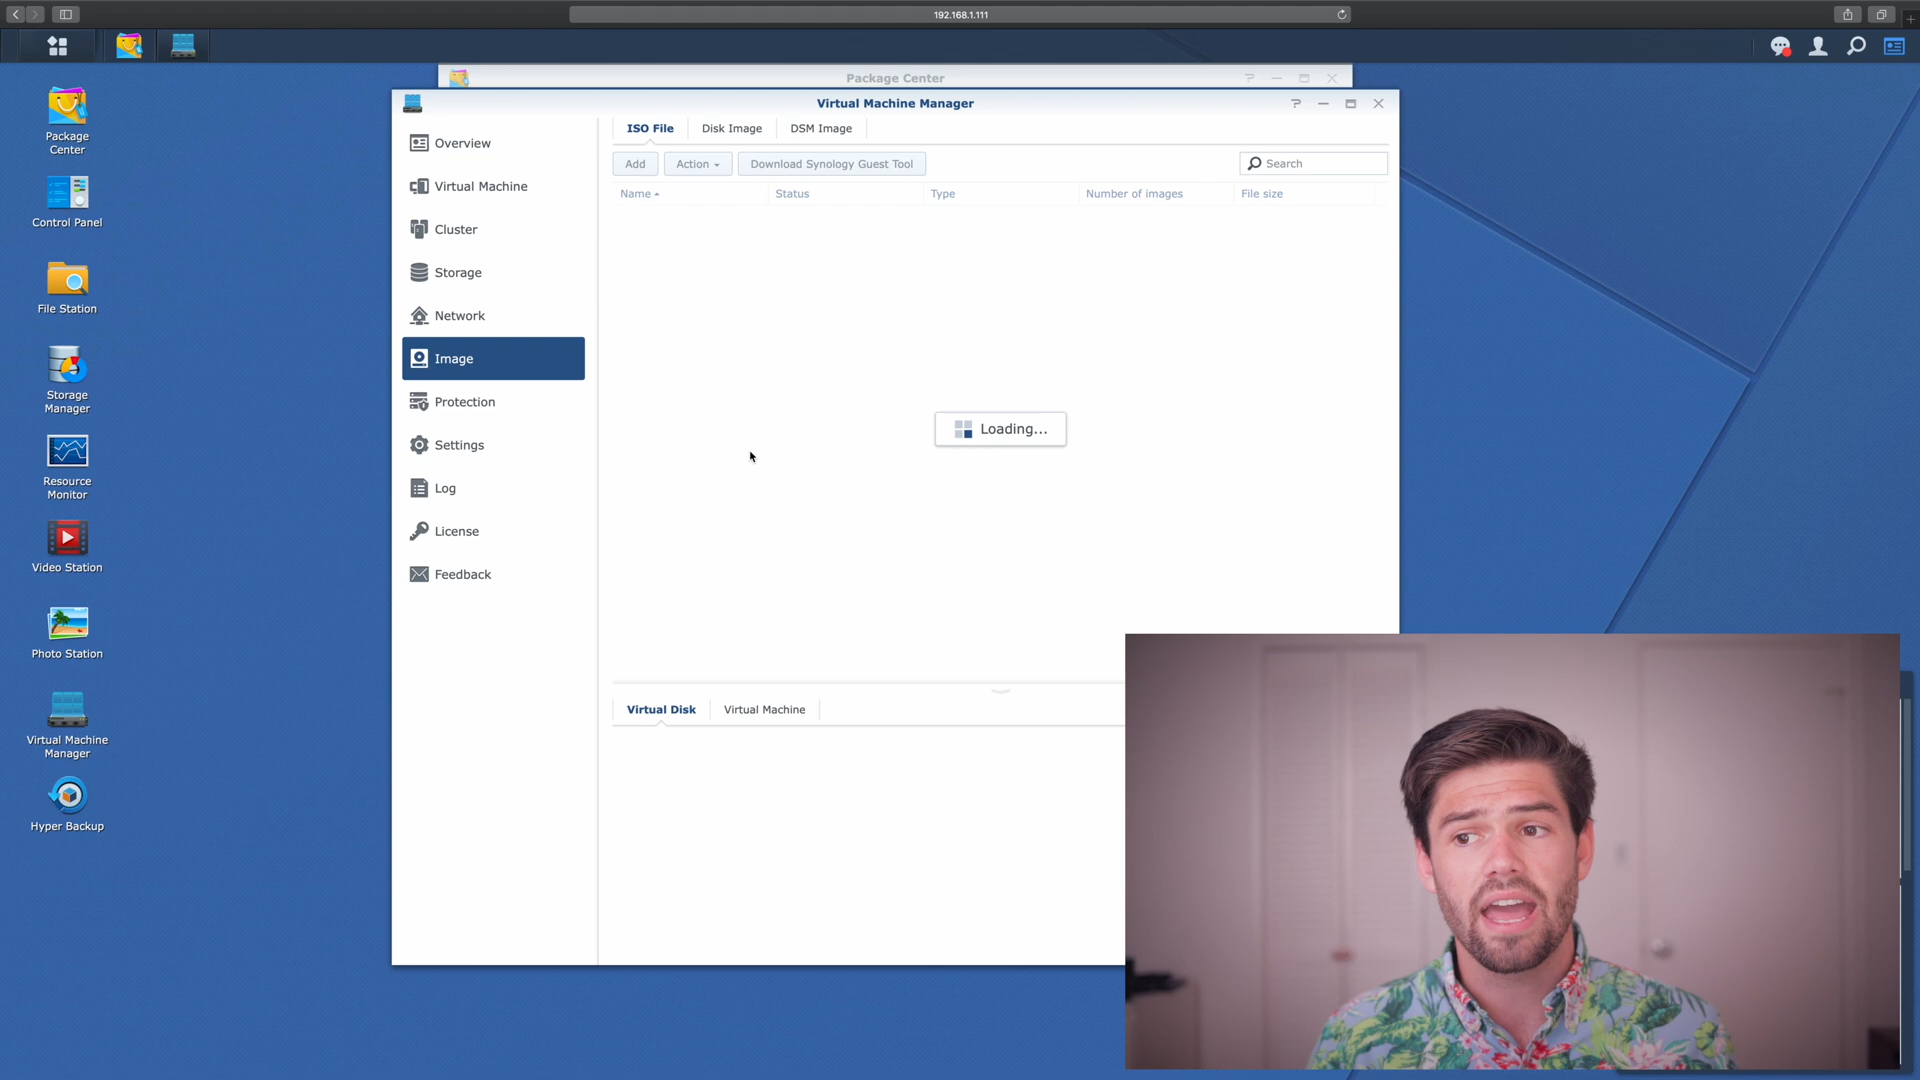 192.168.1.111
Package Center
Virtual Machine Manager
Package
Center
Control Panel
File Station
Storage
Manager
Resource
Monitor
Video Station
Photo Station
Virtual Machine
Manager
Hyper Backup
Overview
Virtual Machine
Cluster
Storage
Network
Image
Protection
Settings
Log
License
Feedback
ISO File Disk Image DSM Image
Add Action Download Synology Guest Tool Search
Name Status Type Number of images File size
Loading...
Virtual Disk Virtual Machine